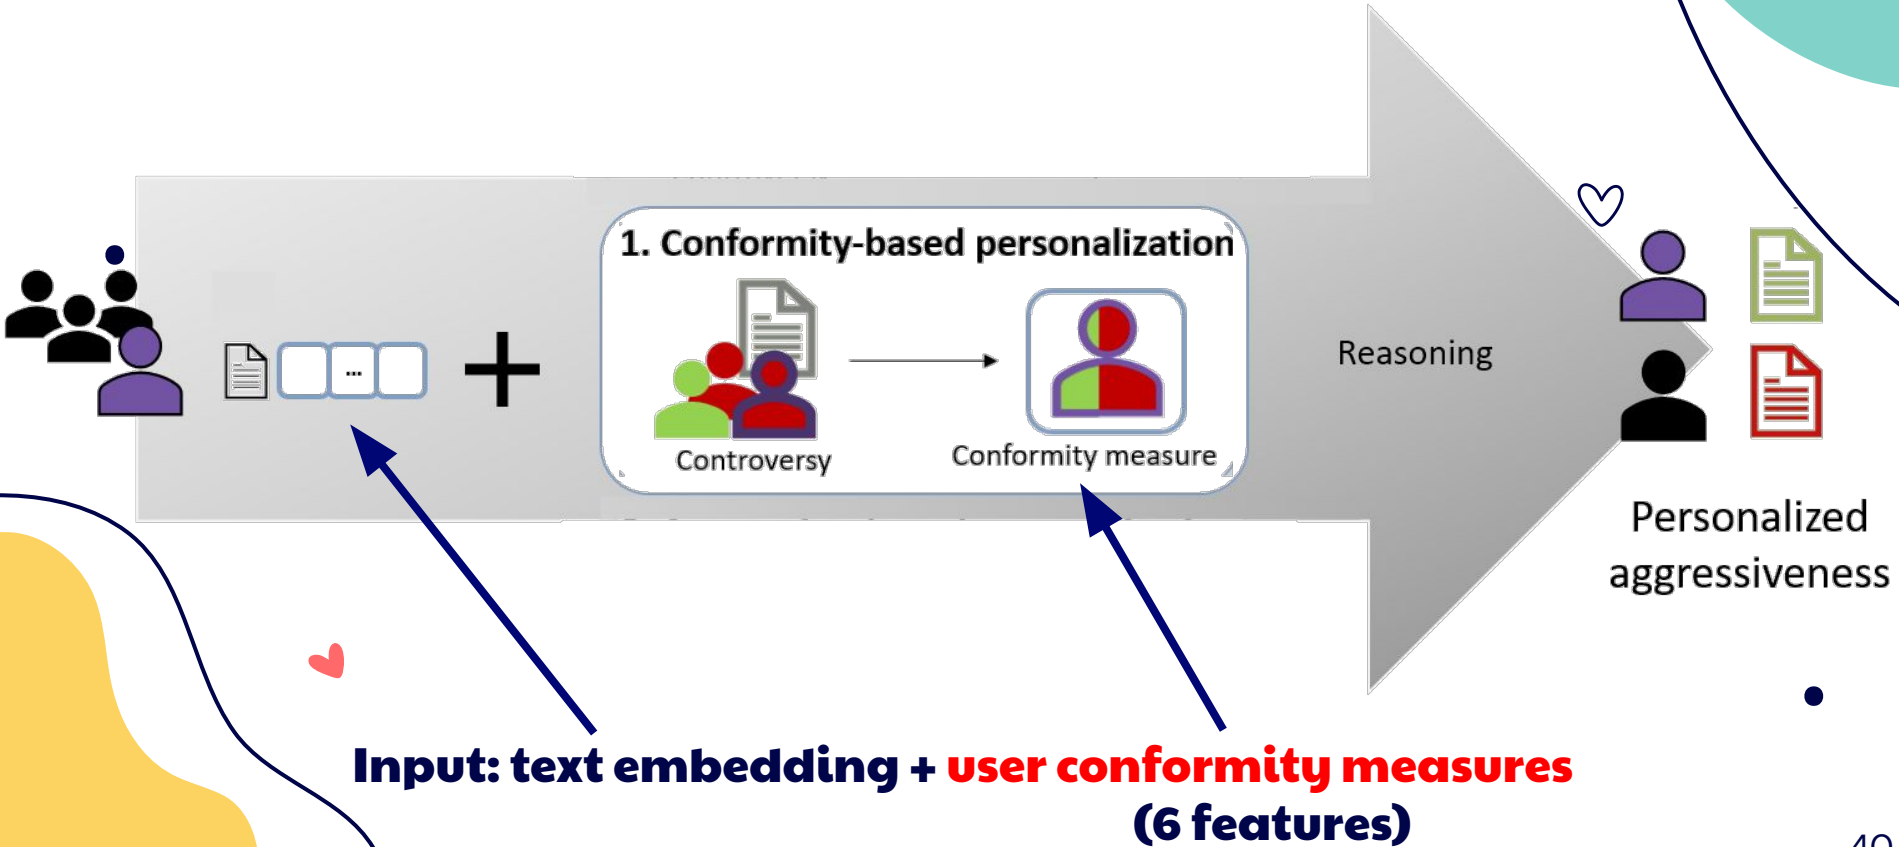 1. Conformity-based personalization
...
Controversy
Conformity measure
Reasoning
Personalized
aggressiveness
Input: text embedding + user conformity measures
(6 features)